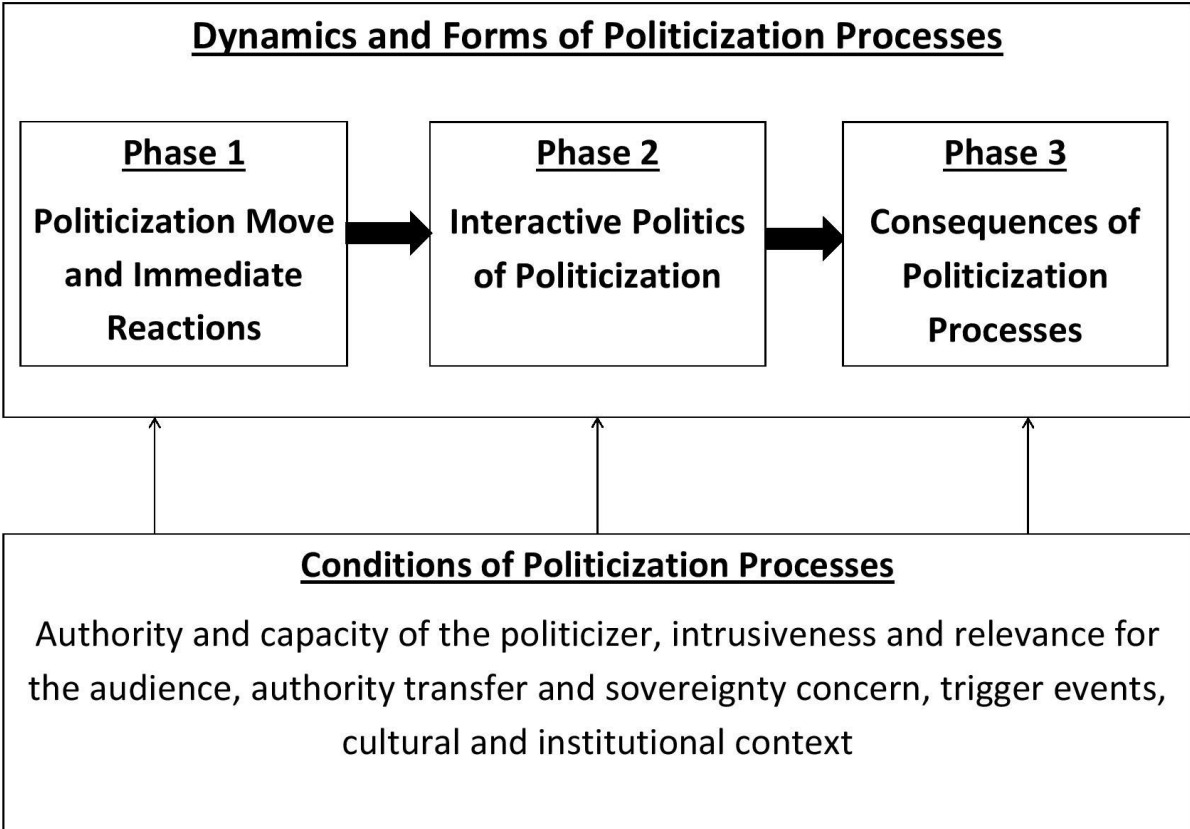 Dynamics and Forms of Politicization Processes
Phase 1
Politicization Move
and Immediate
Reactions
Phase 2
Interactive Politics
of Politicization
Phase 3
Consequences of
Politicization
Processes
Conditions of Politicization Processes
Authority and capacity of the politicizer, intrusiveness and relevance for
the audience, authority transfer and sovereignty concern, trigger events,
cultural and institutional context